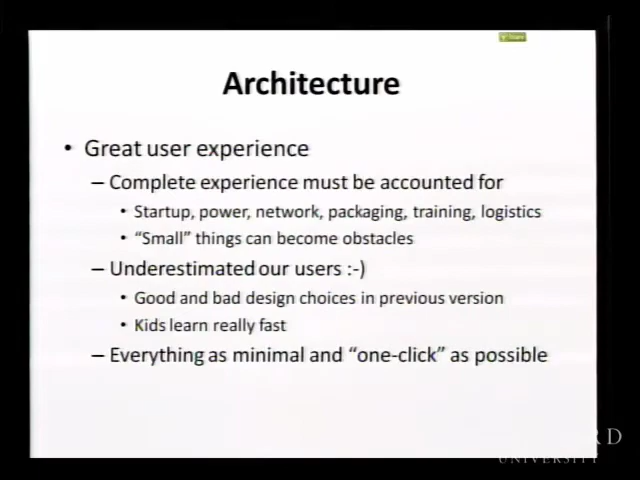 Architecture
• Great user experience
– Complete experience must be accounted for
• Startup, power, network, packaging, training, logistics
• “Small” things can become obstacles
– Underestimated our users :-)
• Good and bad design choices in previous version
• Kids learn really fast
– Everything as minimal and “one-click” as possible
UNIVERSITY